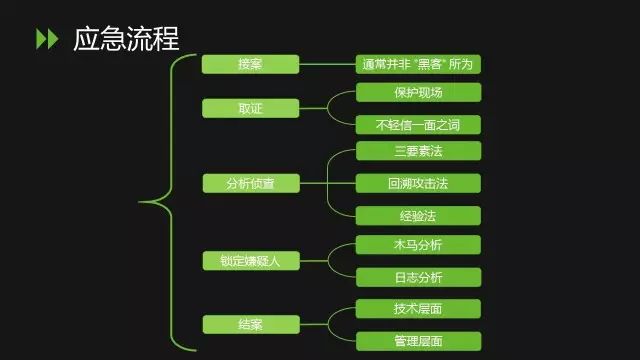 应急流程
接案
通常并非 "黑客" 所为
取证
保护现场
不轻信一面之词
分析侦查
三要素法
回溯攻击法
经验法
锁定嫌疑人
木马分析
日志分析
结案
技术层面
管理层面